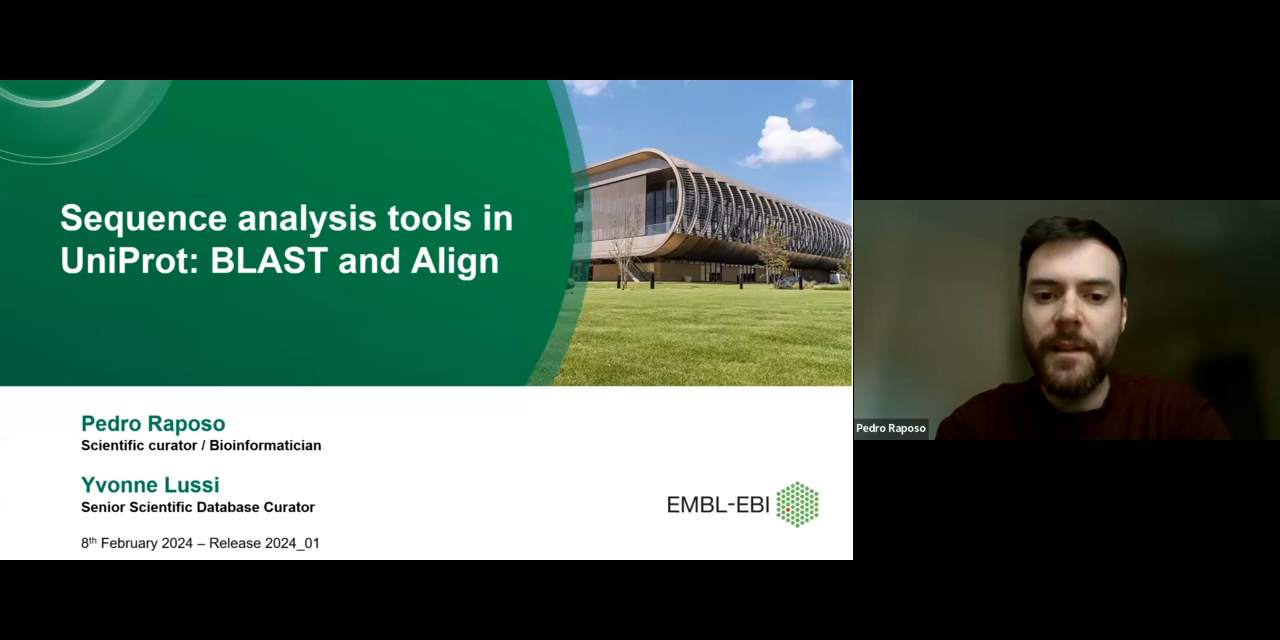 Sequence analysis tools in
UniProt: BLAST and Align
Pedro Raposo
Scientific curator / Bioinformatician
Yvonne Lussi
Senior Scientific Database Curator
8th February 2024 – Release 2024_01
EMBL-EBI
Pedro Raposo